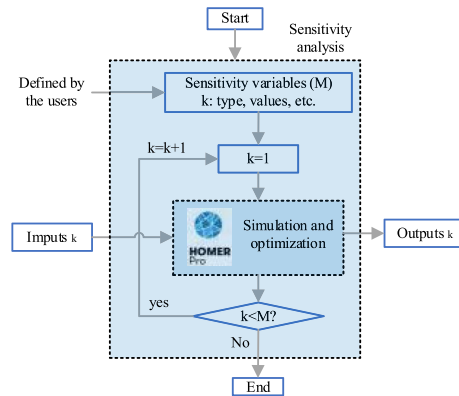 Start
Sensitivity
analysis
Defined by
the users
Sensitivity variables (M)
k: type, values, etc.
k=k+1
k=1
Imputs k
HOMER
Pro
Simulation and
optimization
Outputs k
yes
k<M?
No
End